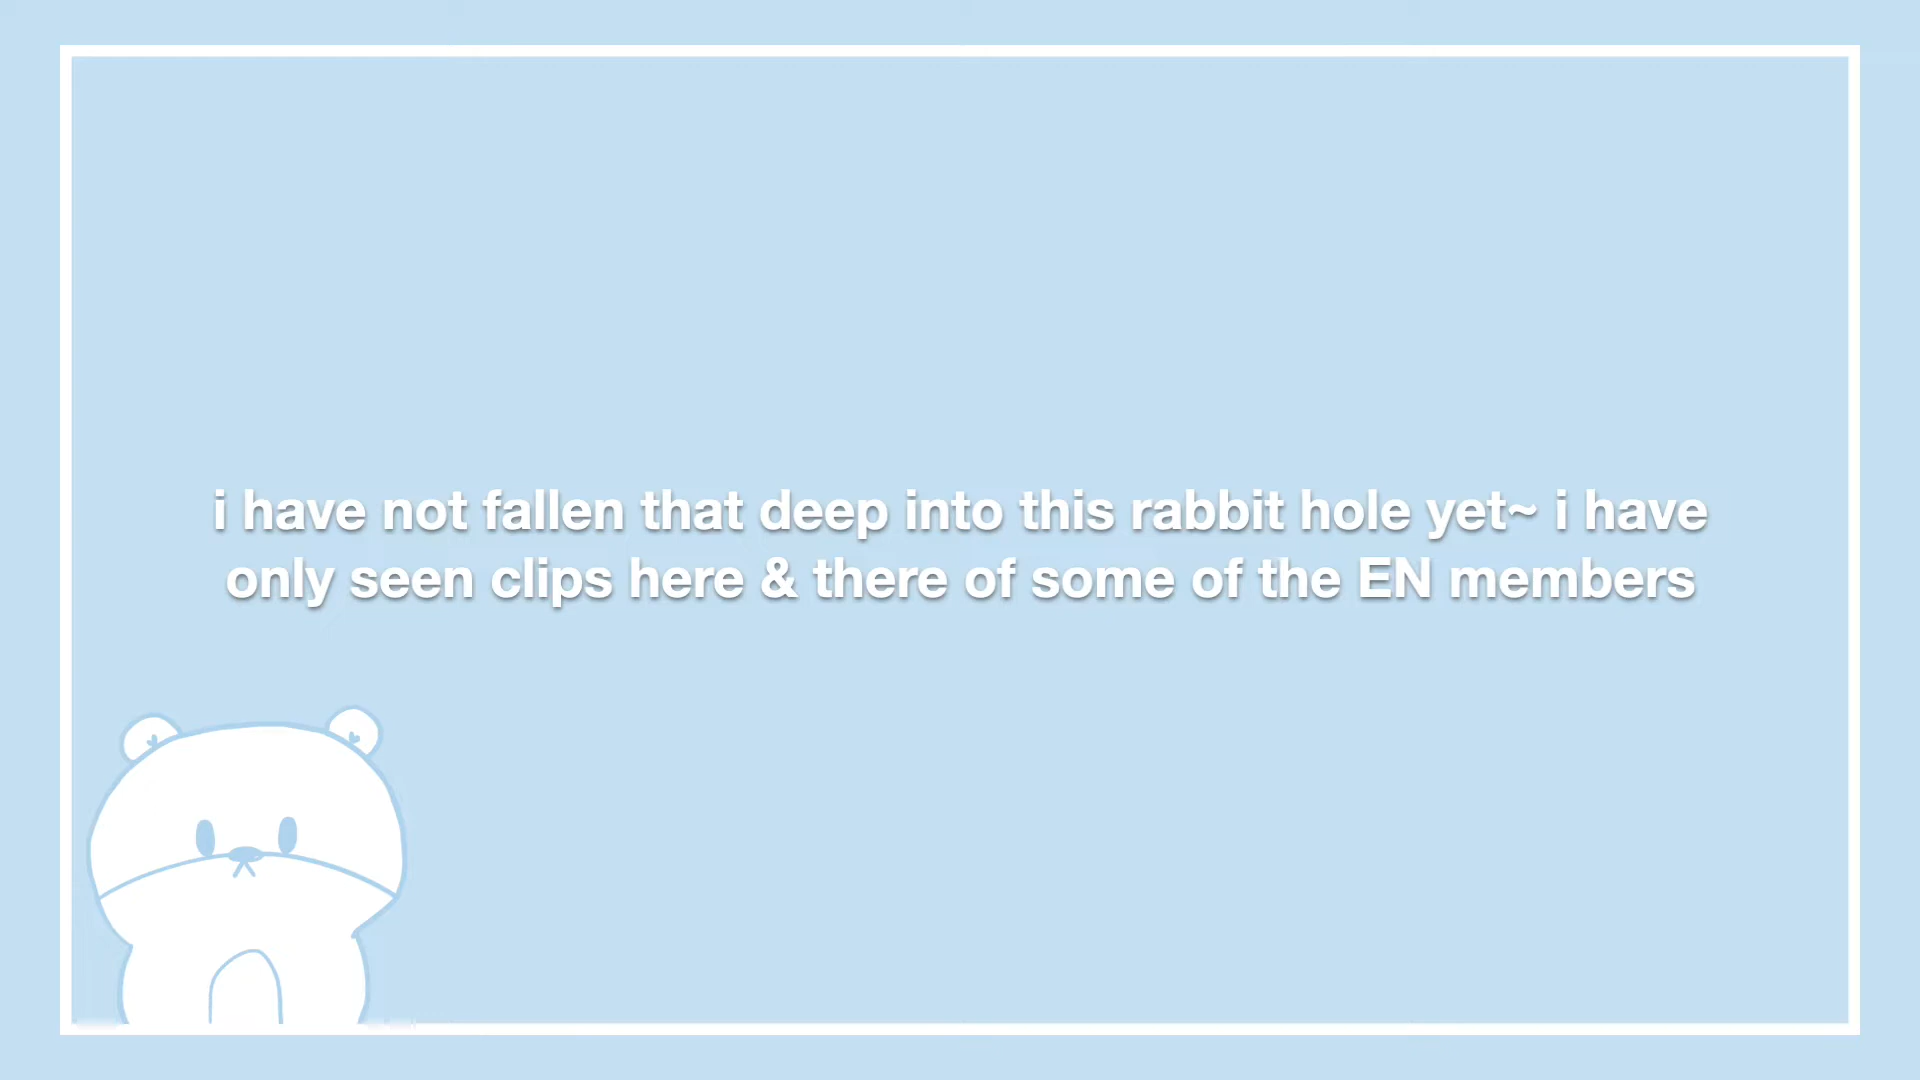 i have not fallen that deep into this rabbit hole yet~ i have
only seen clips here & there of some of the EN members